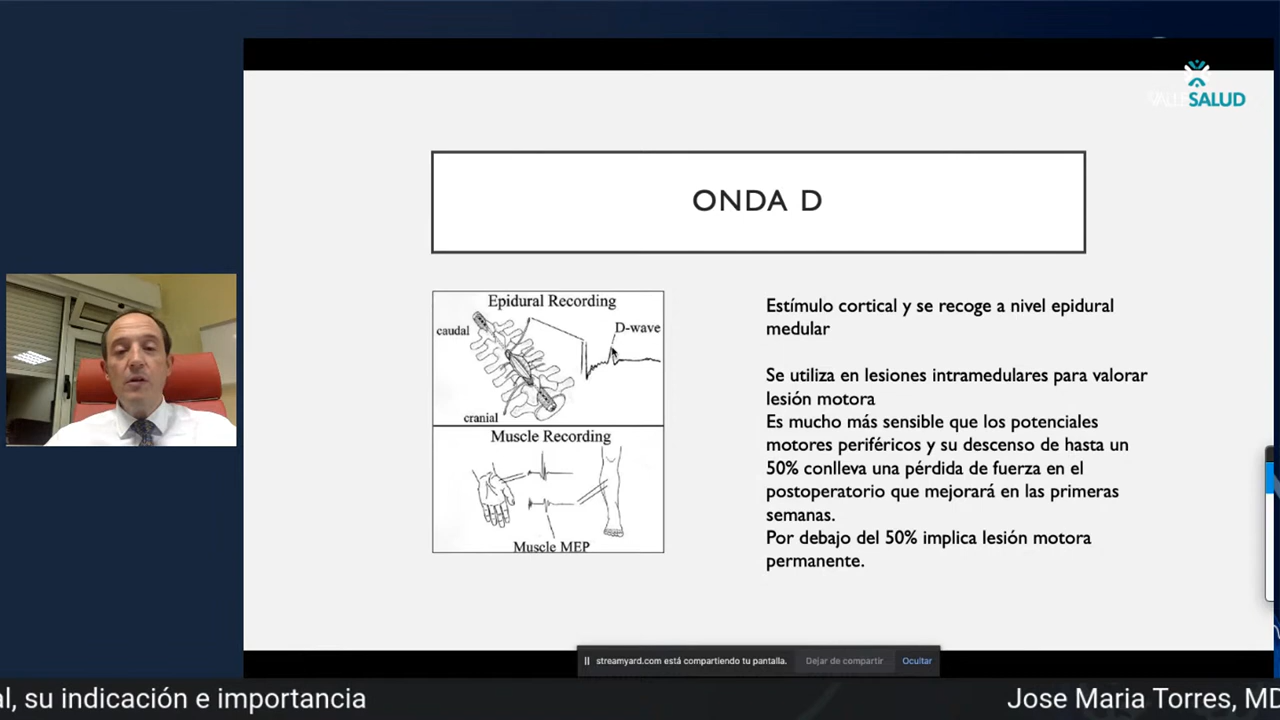 VALLE
SALUD
ONDA D
Epidural Recording
caudal
D-wave
cranial
Muscle Recording
Muscle MEP
Estímulo cortical y se recoge a nivel epidural
medular
Se utiliza en lesiones intramedulares para valorar
lesión motora
Es mucho más sensible que los potenciales
motores periféricos y su descenso de hasta un
50% conlleva una pérdida de fuerza en el
postoperatorio que mejorará en las primeras
semanas.
Por debajo del 50% implica lesión motora
permanente.
streamyard.com está compartiendo tu pantalla.
Dejar de compartir
Ocultar
al, su indicación e importancia
Jose Maria Torres, MD